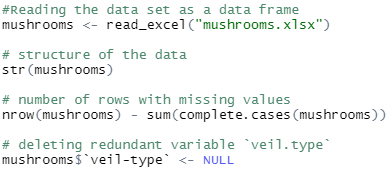 #Reading the data set as a data frame
mushrooms <- read_excel("mushrooms.xlsx")
# structure of the data
str(mushrooms)
# number of rows with missing values
nrow(mushrooms) - sum(complete.cases(mushrooms))
# deleting redundant variable `veil.type`
mushrooms$`veil-type` <- NULL